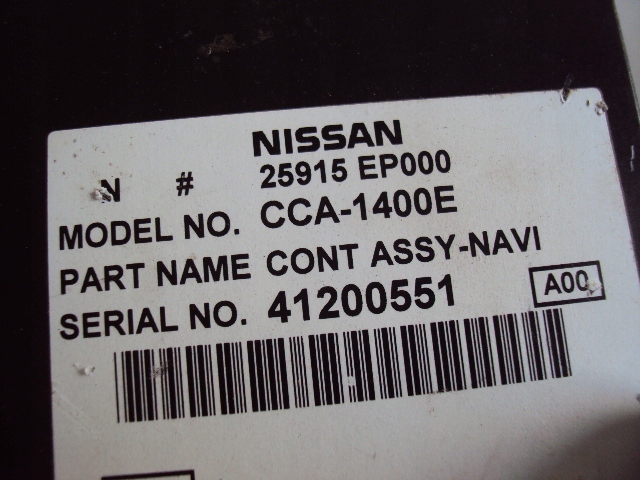 NISSAN
N # 25915 EP000
MODEL NO. CCA-1400E
PART NAME CONT ASSY-NAVI
SERIAL NO. 41200551 A00